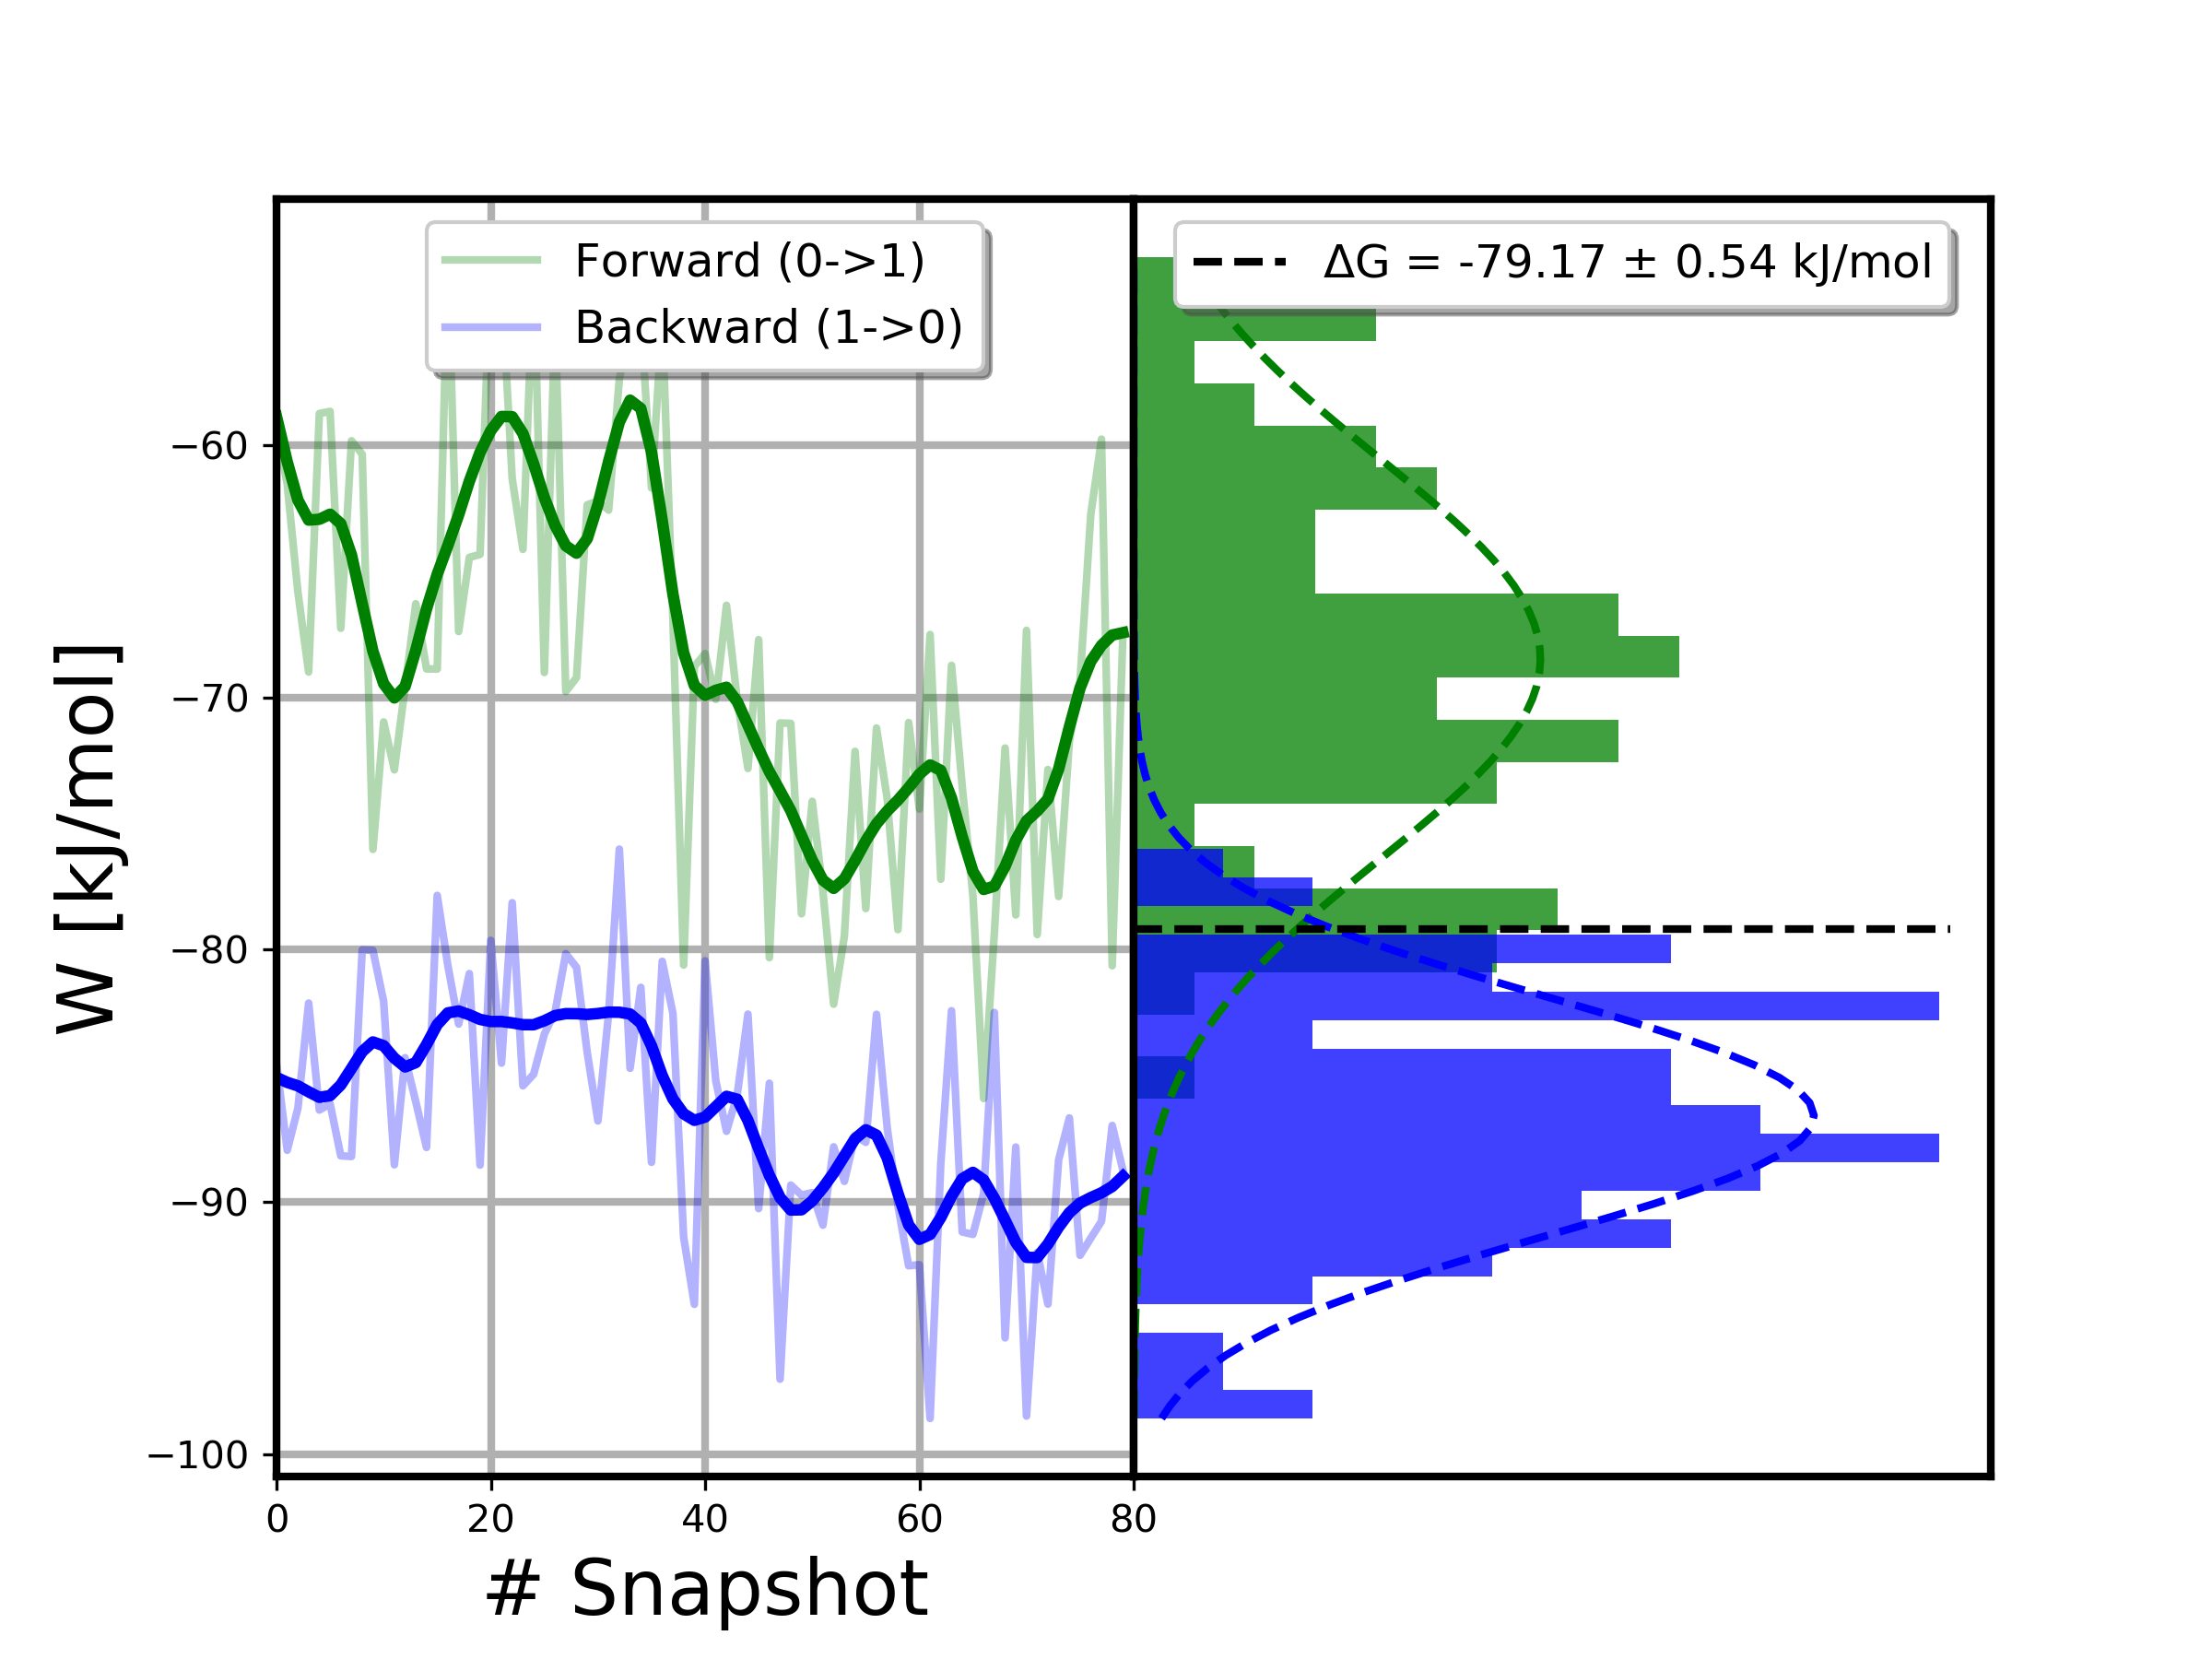 Forward (0->1)
Backward (1->0)
ΔG = -79.17 ± 0.54 kJ/mol
W [kJ/mol]
−60
−70
−80
−90
−100
0 20 40 60 80
# Snapshot